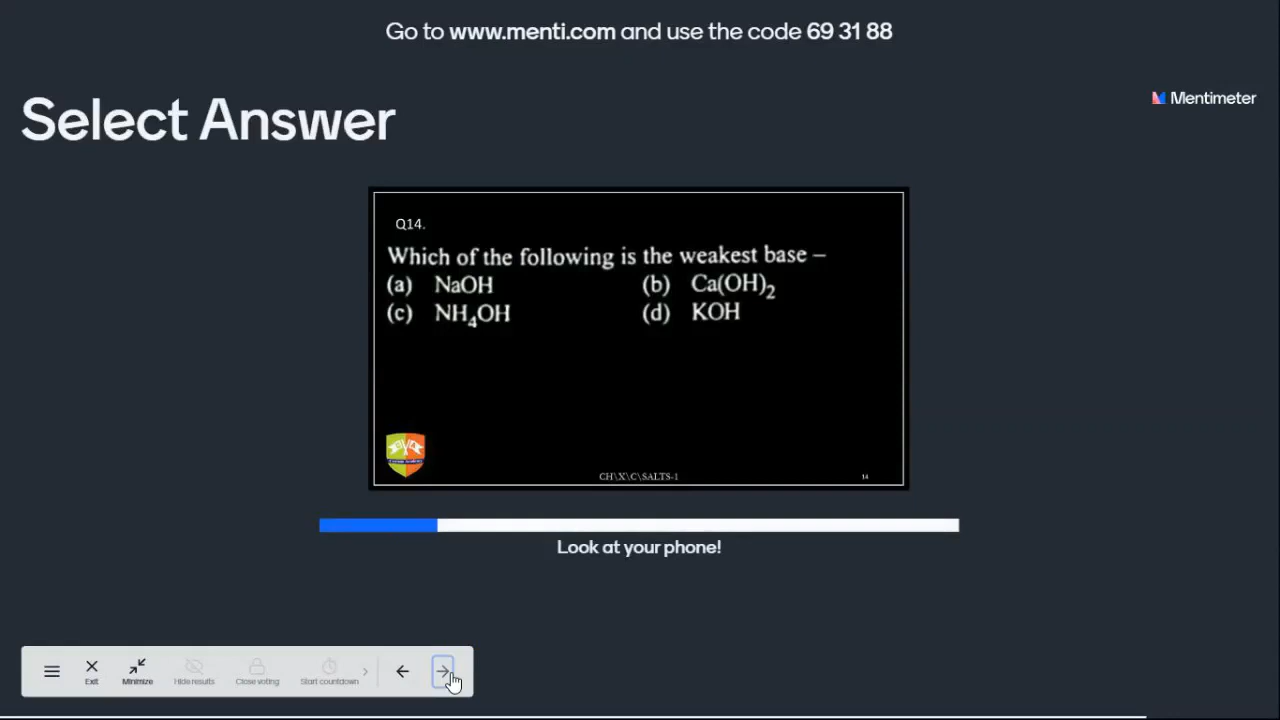 Go to www.menti.com and use the code 69 31 88
Mentimeter
Select Answer
Q14.
Which of the following is the weakest base –
(a) NaOH (b) Ca(OH)₂
(c) NH₄OH (d) KOH
CH\X\C\SALTS-1 14
Look at your phone!
Exit Minimize Hide results Close voting Start countdown